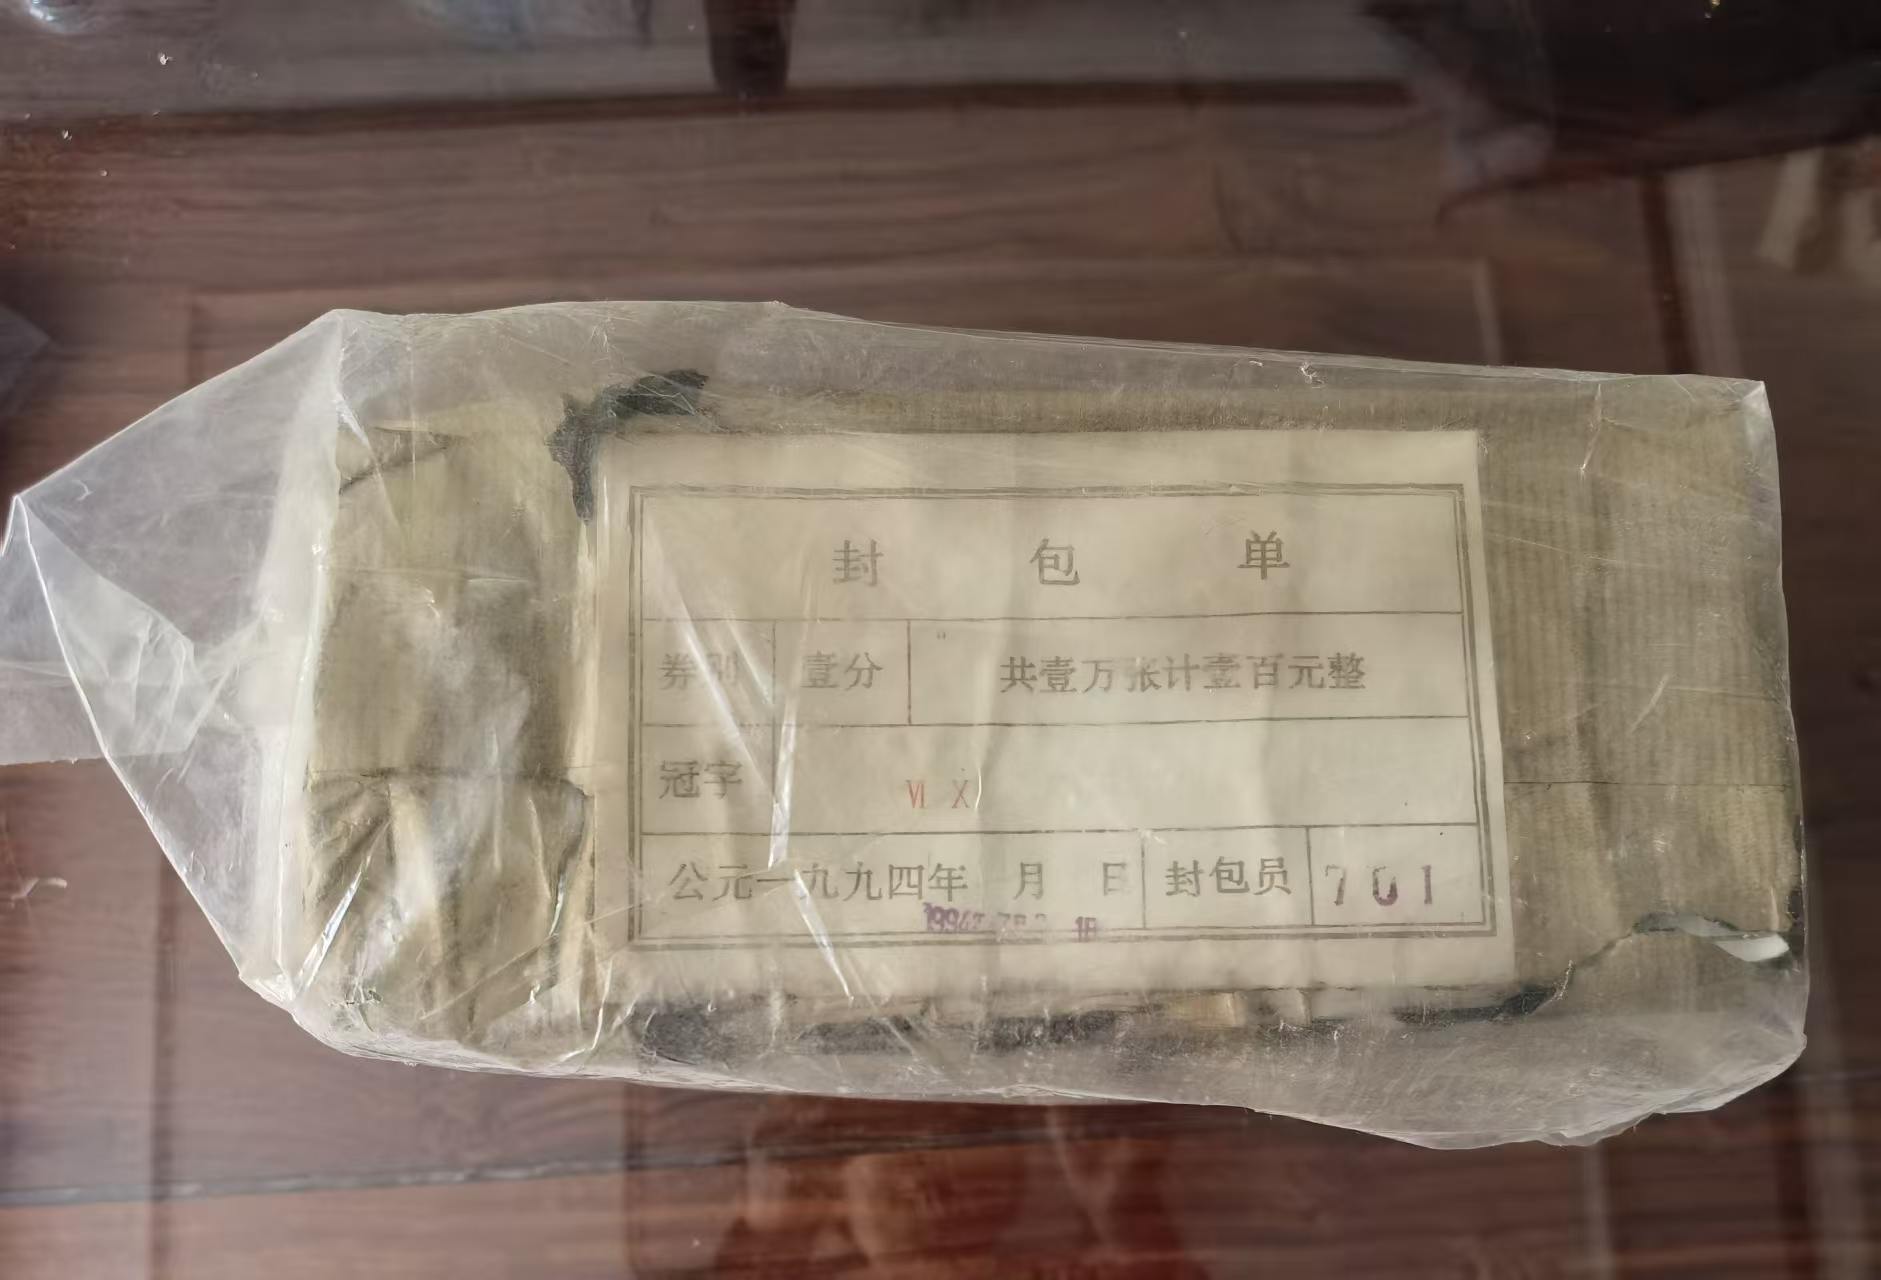 封包单
券别 壹分 共壹万张计壹百元整
冠字 Ⅵ Ⅹ
公元一九九四年 月 日 封包员 701